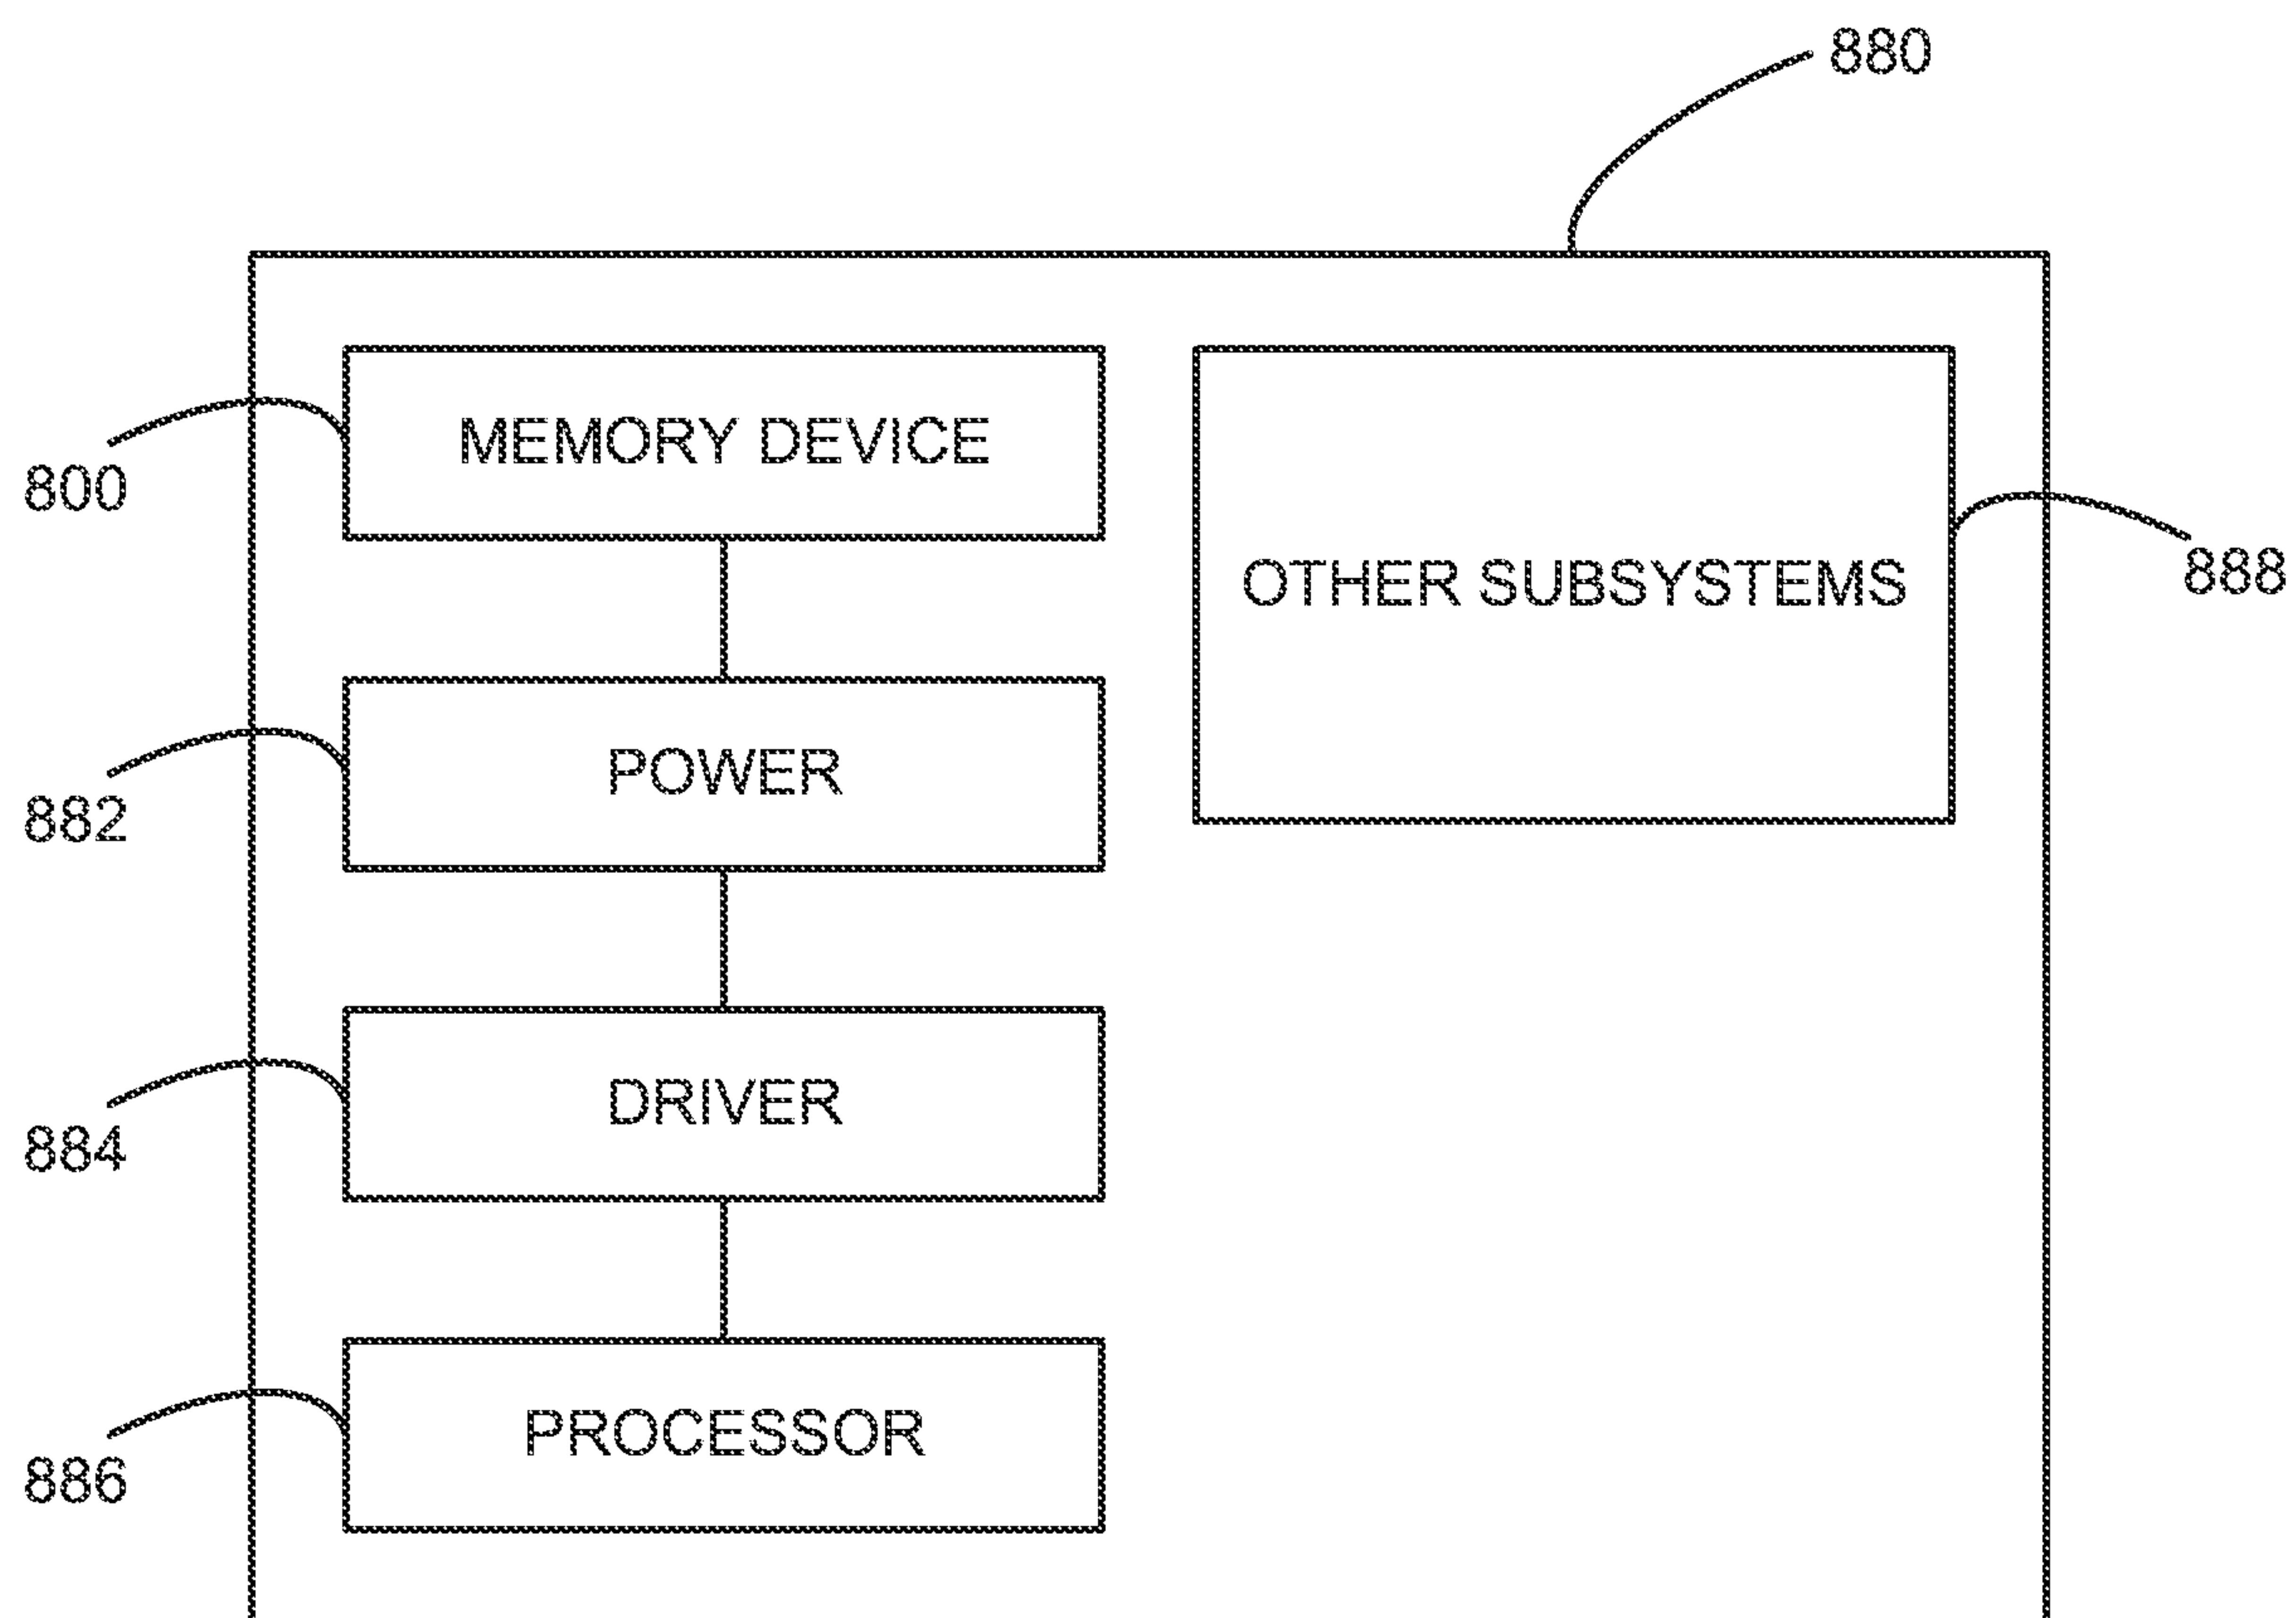 880
MEMORY DEVICE
800
OTHER SUBSYSTEMS
888
POWER
882
DRIVER
884
PROCESSOR
886